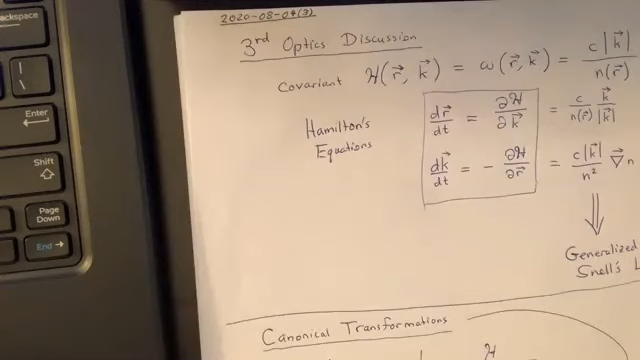 2020-08-04(3)
3rd Optics Discussion
Covariant H(r⃗, k⃗) = ω(r⃗, k⃗) = c|k⃗| / n(r⃗)
Hamilton's Equations
dr⃗/dt = ∂H/∂k⃗ = c/n(r⃗) k⃗/|k⃗|
dk⃗/dt = - ∂H/∂r⃗ = c|k⃗|/n² ∇⃗n
⇓
Generalized
Snell's L
Canonical Transformations
H
Backspace
|
\
Enter
Shift
Page
Down
End